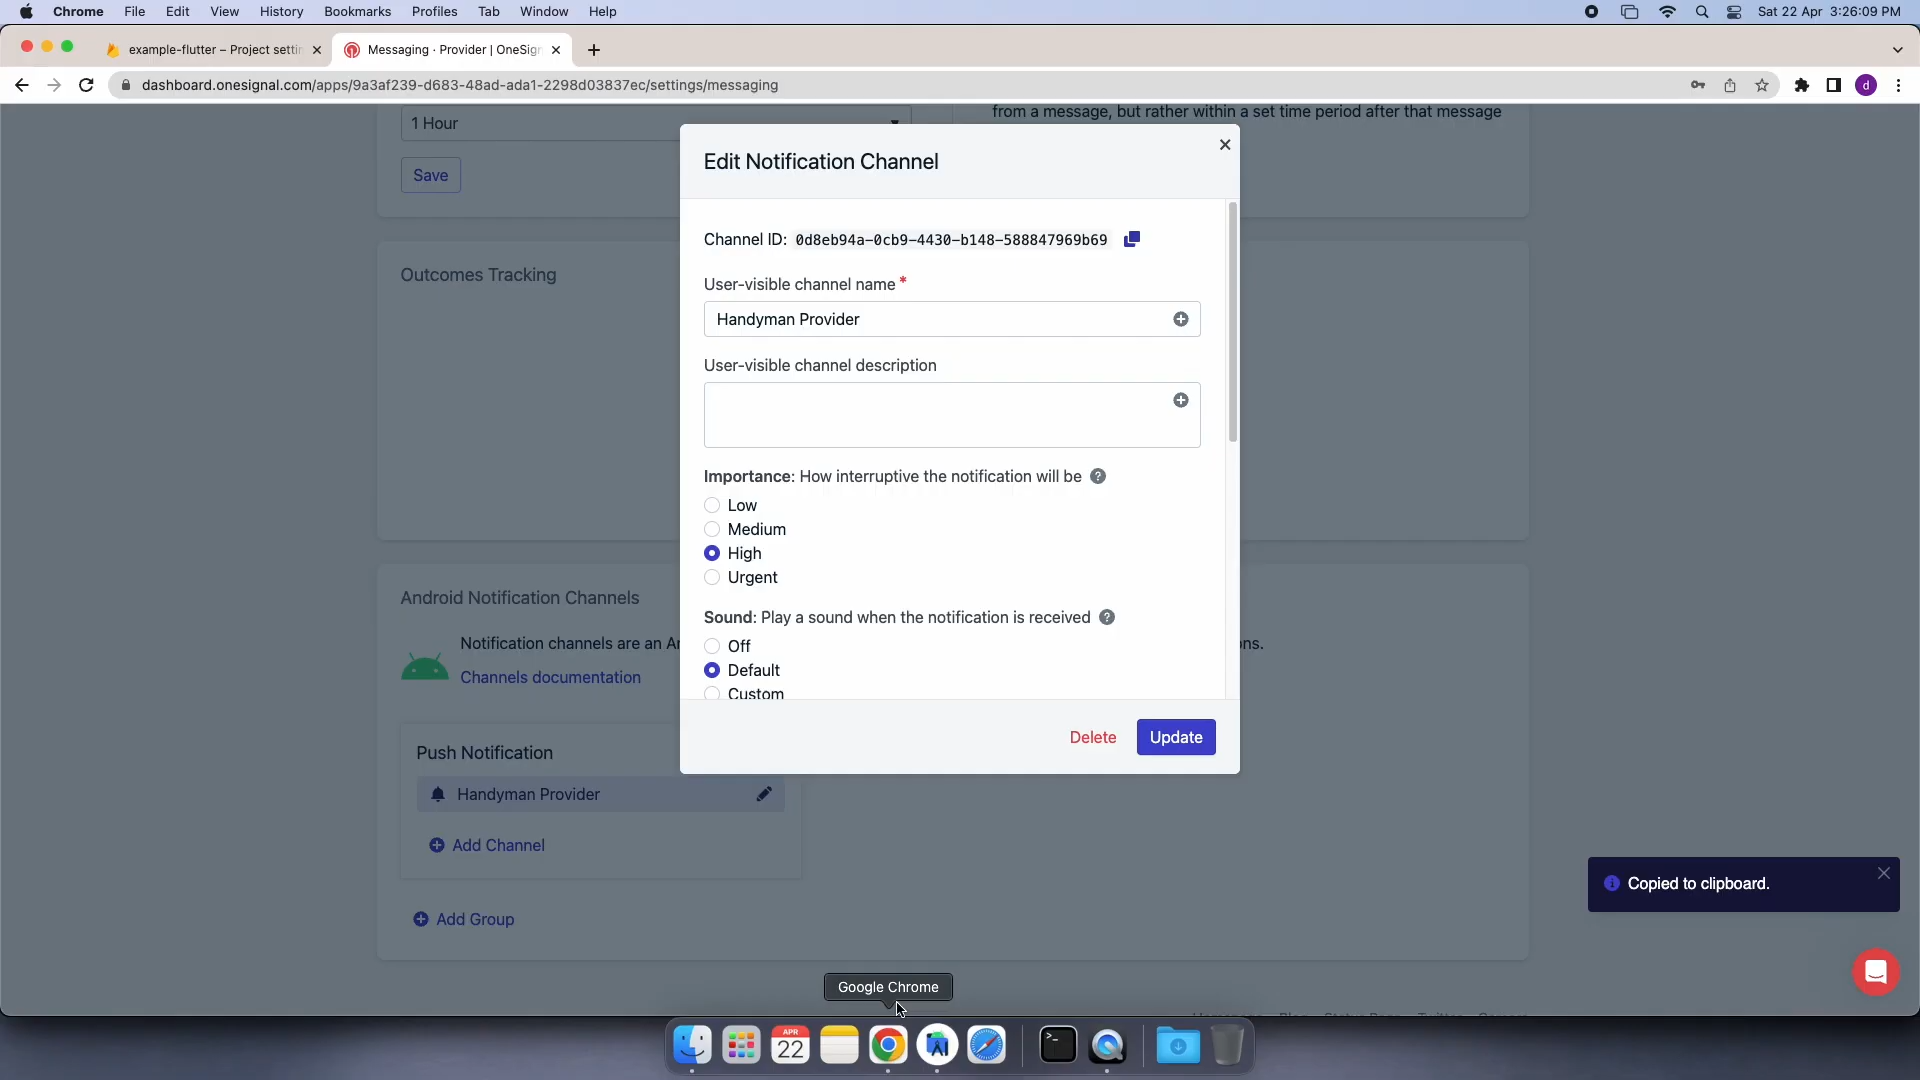 Chrome File Edit View History Bookmarks Profiles Tab Window Help Sat 22 Apr 3:26:09 PM
example-flutter – Project settin Messaging · Provider | OneSign
dashboard.onesignal.com/apps/9a3af239-d683-48ad-ada1-2298d03837ec/settings/messaging
d
from a message, but rather within a set time period after that message
1 Hour
Save
Edit Notification Channel
Channel ID: 0d8eb94a-0cb9-4430-b148-588847969b69
User-visible channel name *
Handyman Provider
User-visible channel description
Importance: How interruptive the notification will be ?
Low
Medium
High
Urgent
Sound: Play a sound when the notification is received ?
Off
Default
Custom
Delete Update
Outcomes Tracking
Android Notification Channels
Notification channels are an A ns.
Channels documentation
Push Notification
Handyman Provider
Add Channel
Add Group
Copied to clipboard.
Google Chrome
APR
22